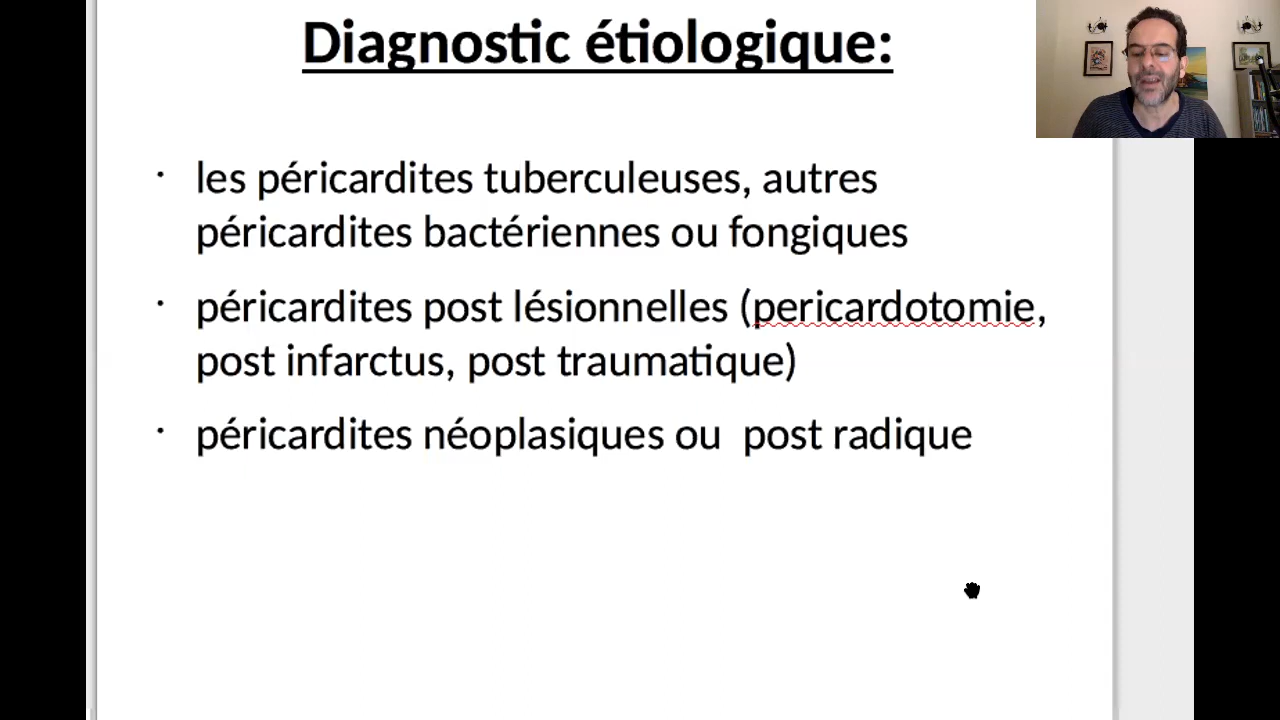 Diagnostic étiologique:
• les péricardites tuberculeuses, autres
péricardites bactériennes ou fongiques
• péricardites post lésionnelles (pericardotomie,
post infarctus, post traumatique)
• péricardites néoplasiques ou  post radique